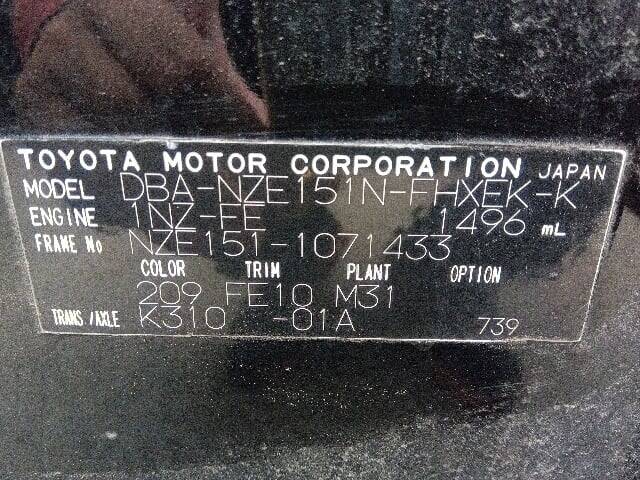 TOYOTA MOTOR CORPORATION JAPAN
MODEL DBA-NZE151N-FHXEK-K
ENGINE 1NZ-FE 1496 mL
FRAME No NZE151-1071433
COLOR TRIM PLANT OPTION
209 FE10 M31
TRANS/AXLE K310 -01A 739